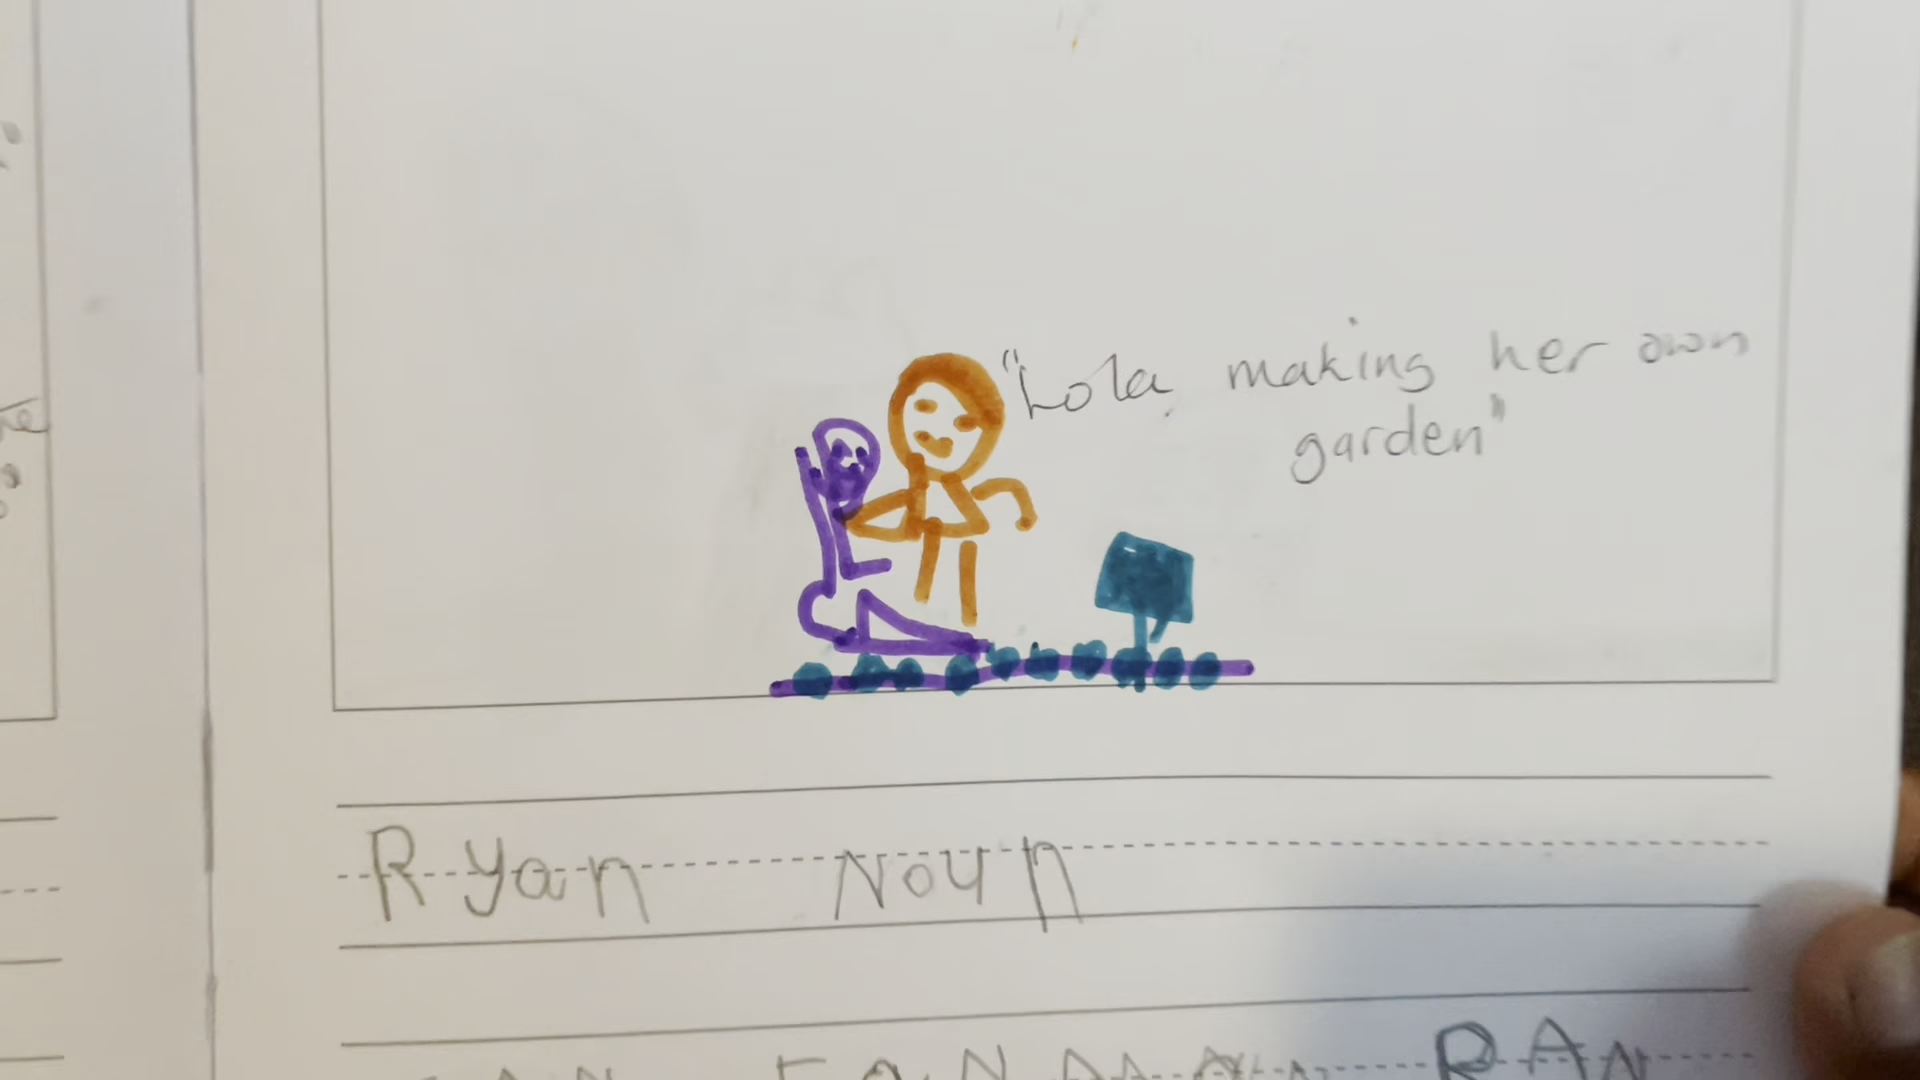 "Lola, making her own
garden"
Ryan Noun